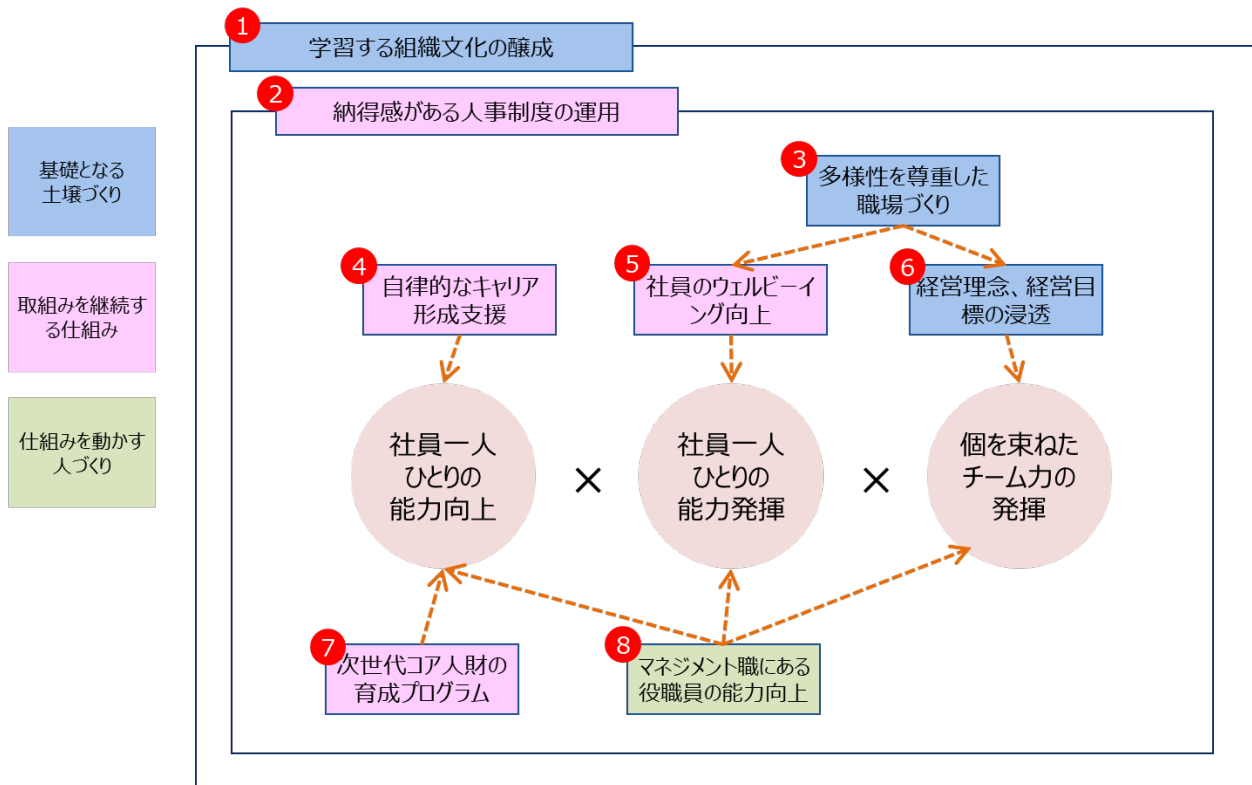 1
学習する組織文化の醸成
2
納得感がある人事制度の運用
基礎となる
土壌づくり
取組みを継続す
る仕組み
仕組みを動かす
人づくり
3
多様性を尊重した
職場づくり
4
自律的なキャリア
形成支援
5
社員のウェルビーイ
ング向上
6
経営理念、経営目
標の浸透
社員一人
ひとりの
能力向上
×
社員一人
ひとりの
能力発揮
×
個を束ねた
チーム力の
発揮
7
次世代コア人財の
育成プログラム
8
マネジメント職にある
役職員の能力向上